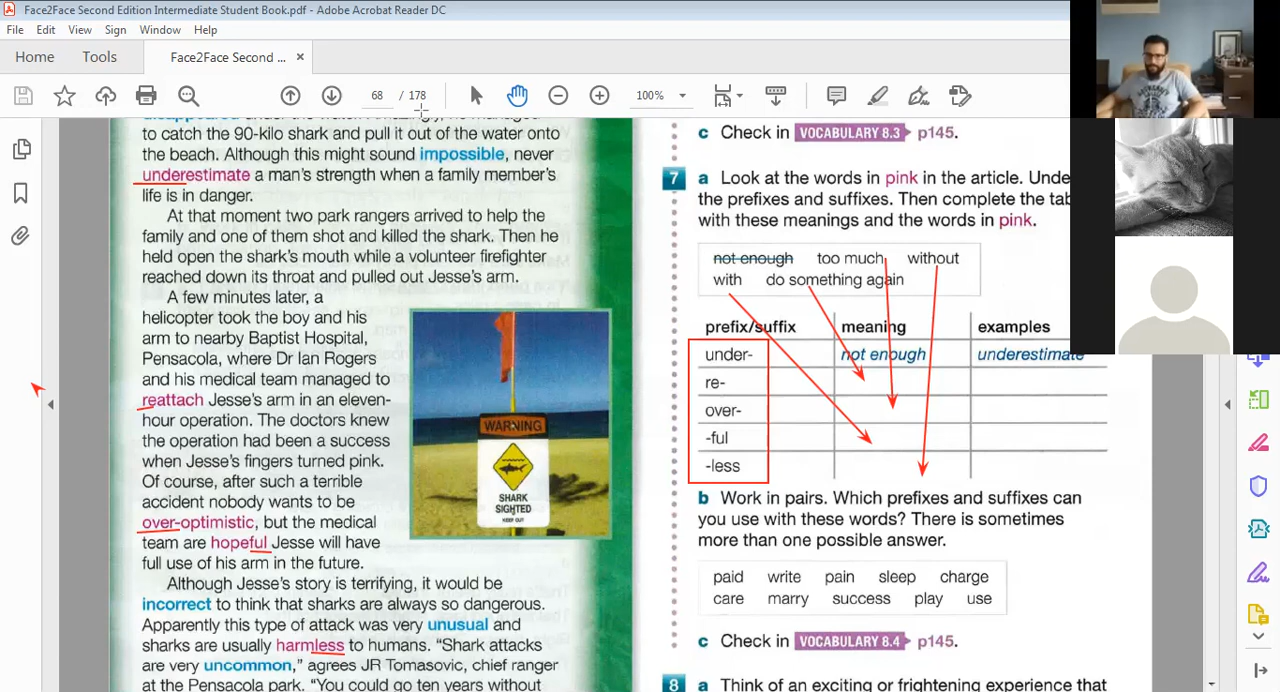 Face2Face Second Edition Intermediate Student Book.pdf - Adobe Acrobat Reader DC
File Edit View Sign Window Help
Home Tools Face2Face Second ... ×
68 / 178 100%
disappeared under the water. Amazingly, he managed
to catch the 90-kilo shark and pull it out of the water onto
the beach. Although this might sound impossible, never
underestimate a man's strength when a family member's
life is in danger.
At that moment two park rangers arrived to help the
family and one of them shot and killed the shark. Then he
held open the shark's mouth while a volunteer firefighter
reached down its throat and pulled out Jesse's arm.
A few minutes later, a
helicopter took the boy and his
arm to nearby Baptist Hospital,
Pensacola, where Dr Ian Rogers
and his medical team managed to
reattach Jesse's arm in an eleven-
hour operation. The doctors knew
the operation had been a success
when Jesse's fingers turned pink.
Of course, after such a terrible
accident nobody wants to be
over-optimistic, but the medical
team are hopeful Jesse will have
full use of his arm in the future.
Although Jesse's story is terrifying, it would be
incorrect to think that sharks are always so dangerous.
Apparently this type of attack was very unusual and
sharks are usually harmless to humans. "Shark attacks
are very uncommon," agrees JR Tomasovic, chief ranger
at the Pensacola park. "You could go ten years without
WARNING
SHARK
SIGHTED
KEEP OUT
c Check in VOCABULARY 8.3 p145.
7 a Look at the words in pink in the article. Unde
the prefixes and suffixes. Then complete the tab
with these meanings and the words in pink.
not enough too much without
with do something again
prefix/suffix meaning examples
under- not enough underestimate
re-
over-
-ful
-less
b Work in pairs. Which prefixes and suffixes can
you use with these words? There is sometimes
more than one possible answer.
paid write pain sleep charge
care marry success play use
c Check in VOCABULARY 8.4 p145.
8 a Think of an exciting or frightening experience that